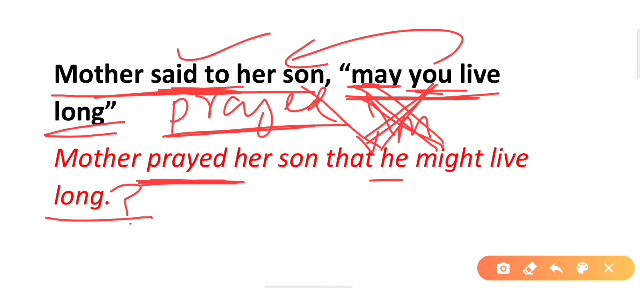 Mother said to her son, “may you live
long”
prayed
Mother prayed her son that he might live
long.?